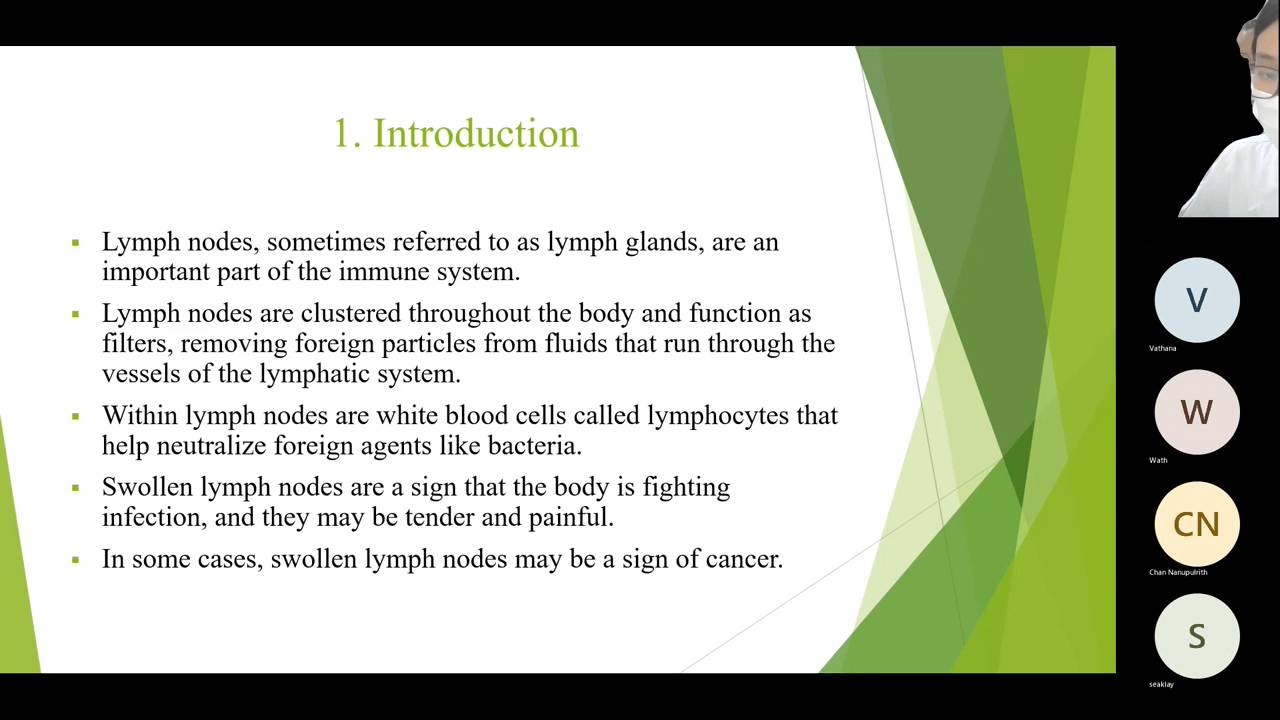 1. Introduction
Lymph nodes, sometimes referred to as lymph glands, are an
important part of the immune system.
Lymph nodes are clustered throughout the body and function as
filters, removing foreign particles from fluids that run through the
vessels of the lymphatic system.
Within lymph nodes are white blood cells called lymphocytes that
help neutralize foreign agents like bacteria.
Swollen lymph nodes are a sign that the body is fighting
infection, and they may be tender and painful.
In some cases, swollen lymph nodes may be a sign of cancer.
V
Vathana
W
Wath
CN
Chan Nanupulrith
S
seaklay